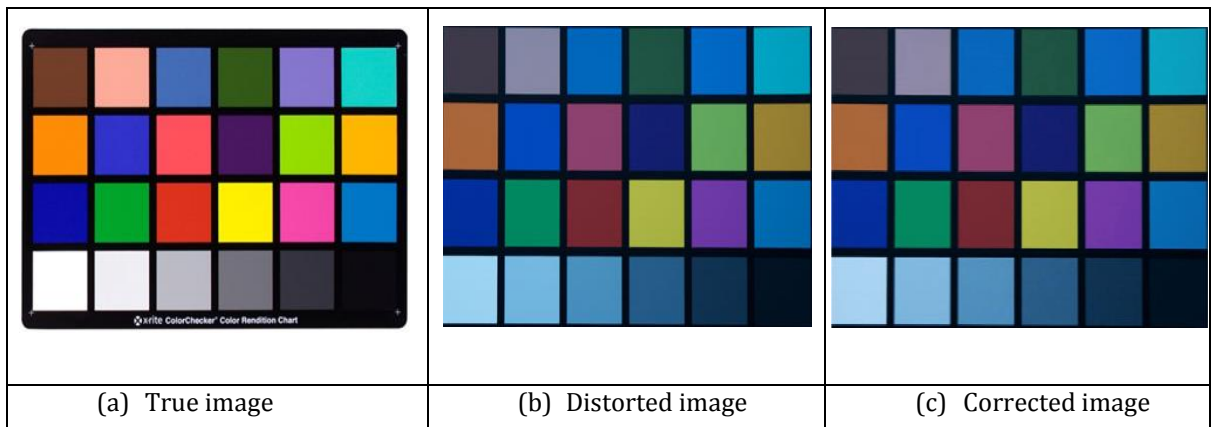 x-rite ColorChecker® Color Rendition Chart
(a) True image
(b) Distorted image
(c) Corrected image